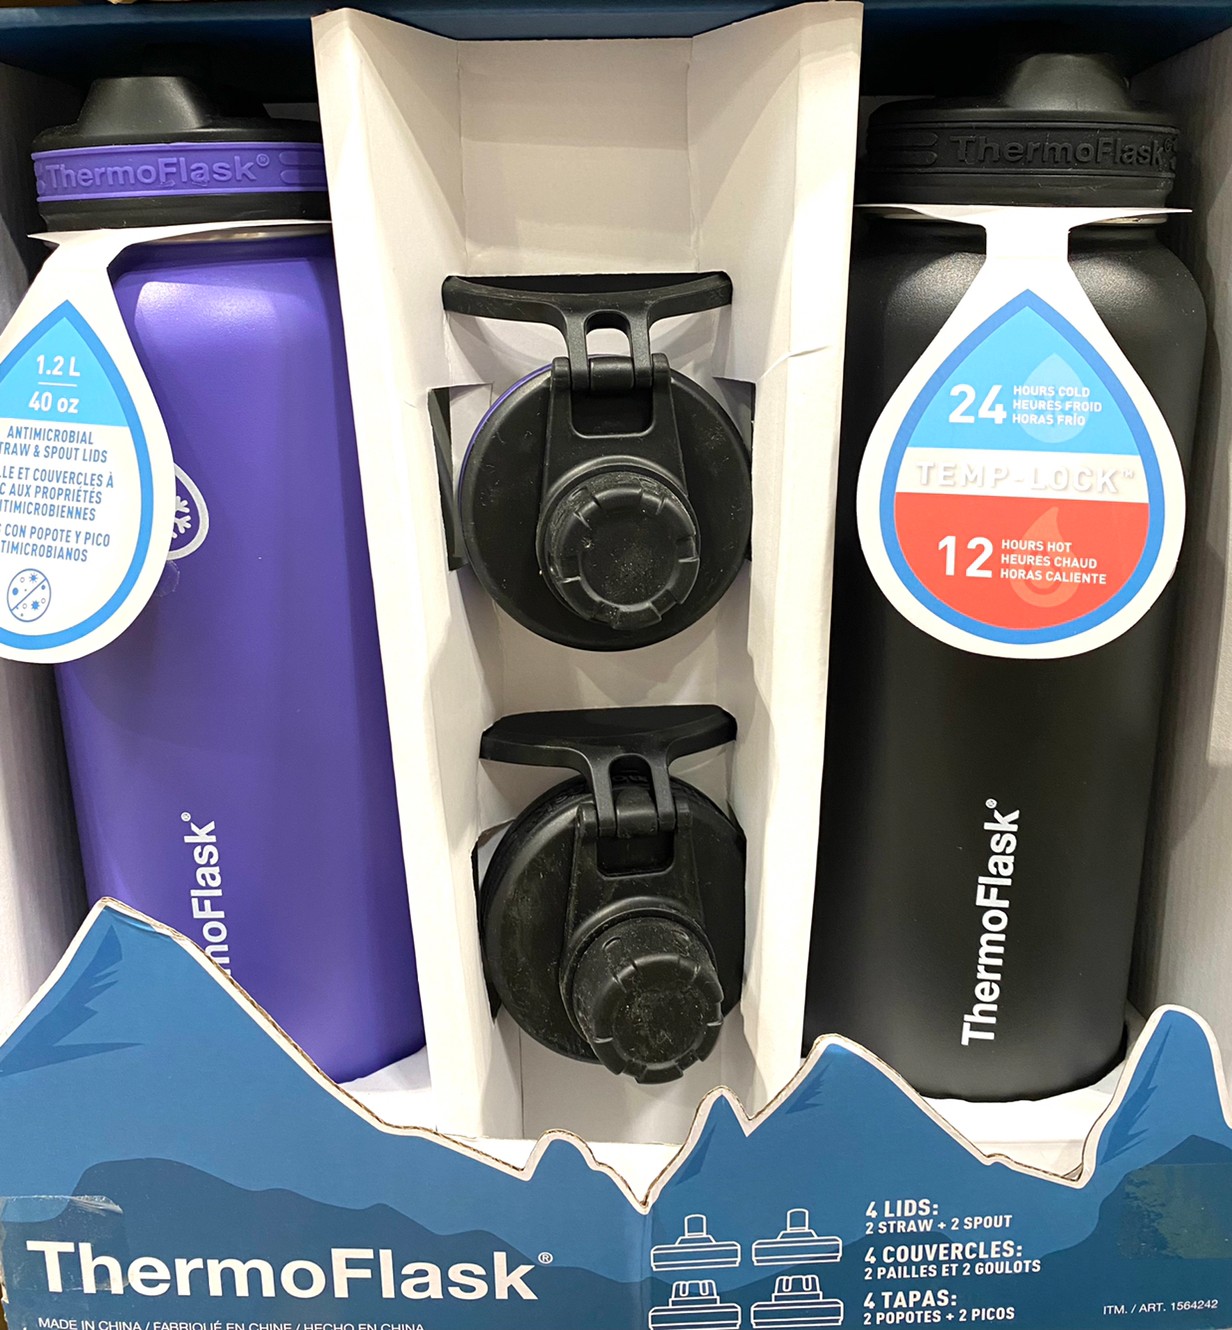 ThermoFlask®
ThermoFlask®
1.2 L
40 oz
ANTIMICROBIAL
TRAW & SPOUT LIDS
LLE ET COUVERCLES À
C AUX PROPRIÉTÉS
TIMICROBIENNES
CON POPOTE Y PICO
TIMICROBIANOS
24 HOURS COLD
HEURES FROID
HORAS FRÍO
TEMP-LOCK™
12 HOURS HOT
HEURES CHAUD
HORAS CALIENTE
moFlask®
ThermoFlask®
ThermoFlask®
MADE IN CHINA / FABRIQUÉ EN CHINE / HECHO EN CHINA
4 LIDS:
2 STRAW + 2 SPOUT
4 COUVERCLES:
2 PAILLES ET 2 GOULOTS
4 TAPAS:
2 POPOTES + 2 PICOS
ITM. / ART. 1564242